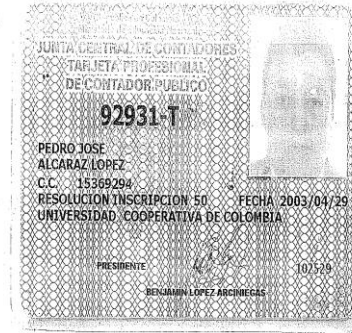 JUNTA CENTRAL DE CONTADORES
TARJETA PROFESIONAL
DE CONTADOR PUBLICO
92931-T
PEDRO JOSE
ALCARAZ LOPEZ
C.C. 15369294
RESOLUCION INSCRIPCION 50 FECHA 2003/04/29
UNIVERSIDAD COOPERATIVA DE COLOMBIA
PRESIDENTE
102529
BENJAMIN LOPEZ ARCINIEGAS